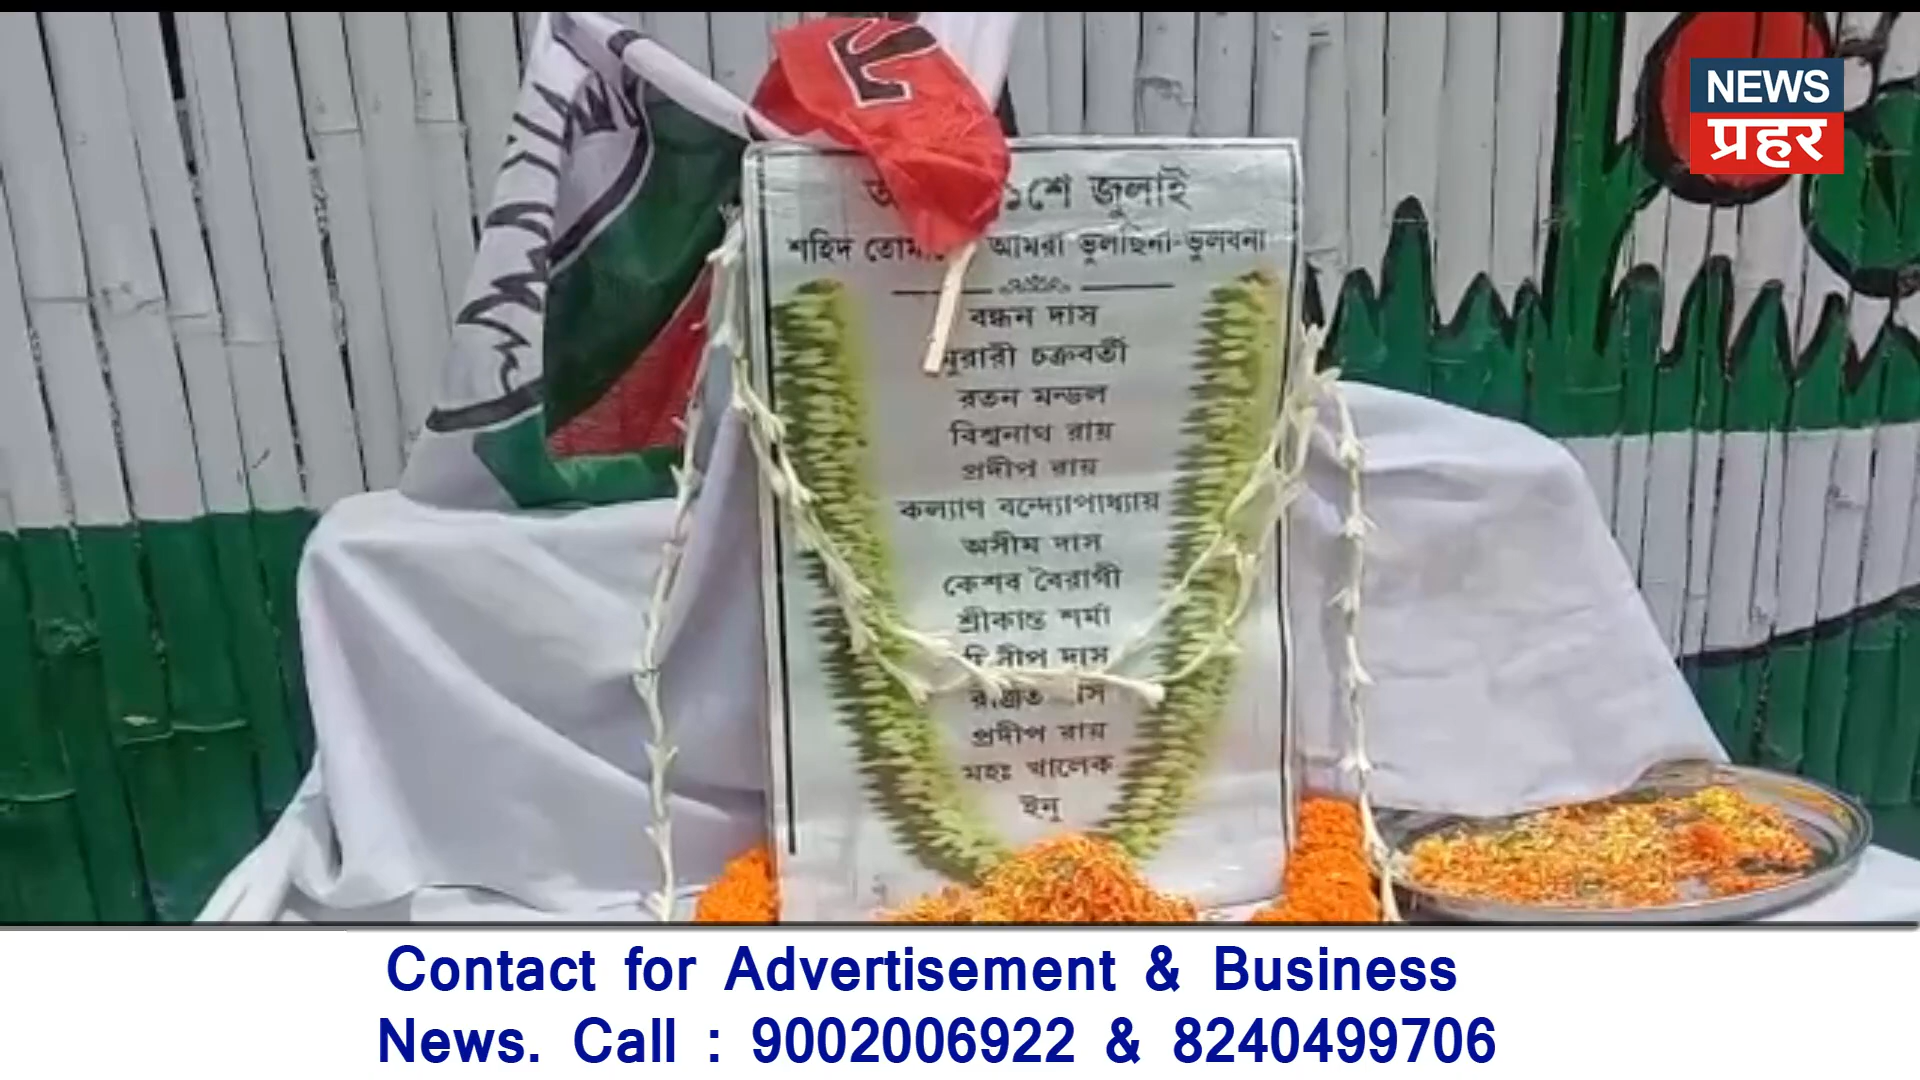 NEWS
प्रहर
১শে জুলাই
শহিদ আমরা ভুলছিনা-ভুলবনা
বন্ধন দাস
মুরারী চক্রবর্তী
রতন মন্ডল
বিশ্বনাথ রায়
প্রদীপ রায়
কল্যাণ বন্দ্যোপাধ্যায়
অসীম দাস
কেশব বৈরাগী
শ্রীকান্ত শর্মা
দাস
প্রদীপ রায়
মহঃ খালেক
ইনু
Contact for Advertisement & Business
News. Call : 9002006922 & 8240499706